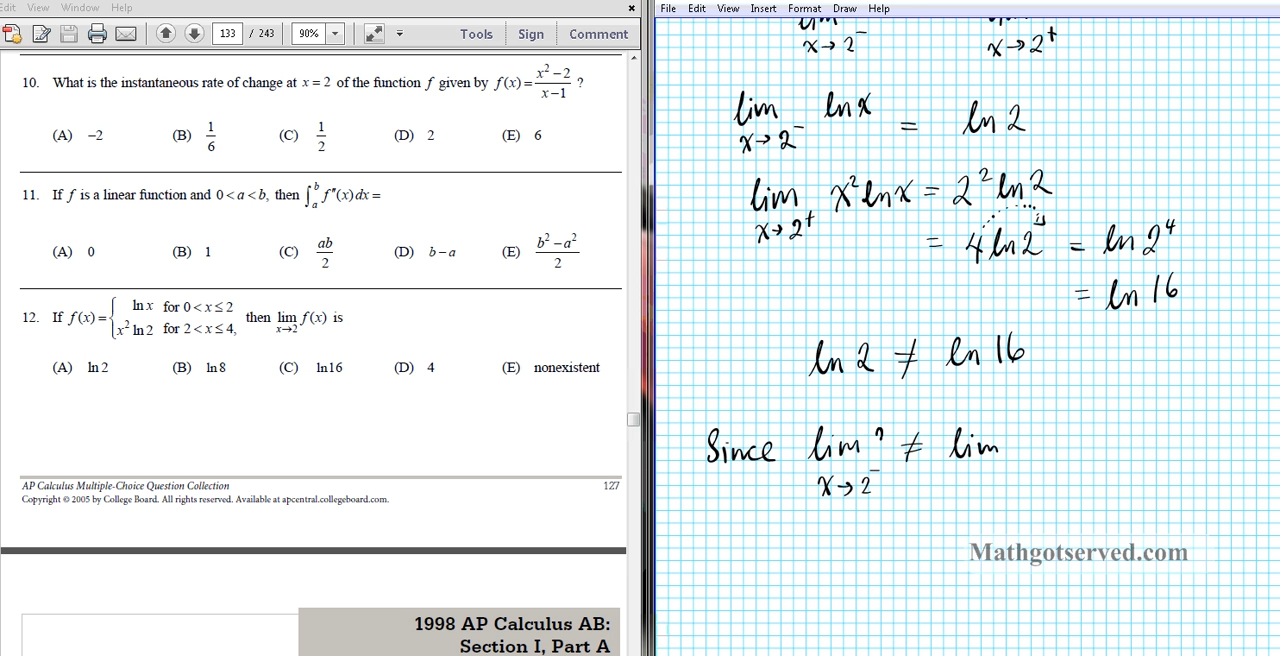 Edit View Window Help ×
133 / 243 90% Tools Sign Comment
10. What is the instantaneous rate of change at x = 2 of the function f given by f(x) = (x² − 2)/(x − 1) ?
(A) −2 (B) 1/6 (C) 1/2 (D) 2 (E) 6
11. If f is a linear function and 0 < a < b, then ∫ₐᵇ f″(x) dx =
(A) 0 (B) 1 (C) ab/2 (D) b − a (E) (b² − a²)/2
12. If f(x) = { ln x for 0 < x ≤ 2
x² ln 2 for 2 < x ≤ 4, then lim x→2 f(x) is
(A) ln 2 (B) ln 8 (C) ln 16 (D) 4 (E) nonexistent
AP Calculus Multiple-Choice Question Collection 127
Copyright © 2005 by College Board. All rights reserved. Available at apcentral.collegeboard.com.
1998 AP Calculus AB:
Section I, Part A
File Edit View Insert Format Draw Help
lim x→2⁻ lim x→2⁺
lim x→2⁻ ln x = ln 2
lim x→2⁺ x² ln x = 2² ln 2
= 4 ln 2 = ln 2⁴
= ln 16
ln 2 ≠ ln 16
Since lim x→2⁻ ? ≠ lim
Mathgotserved.com